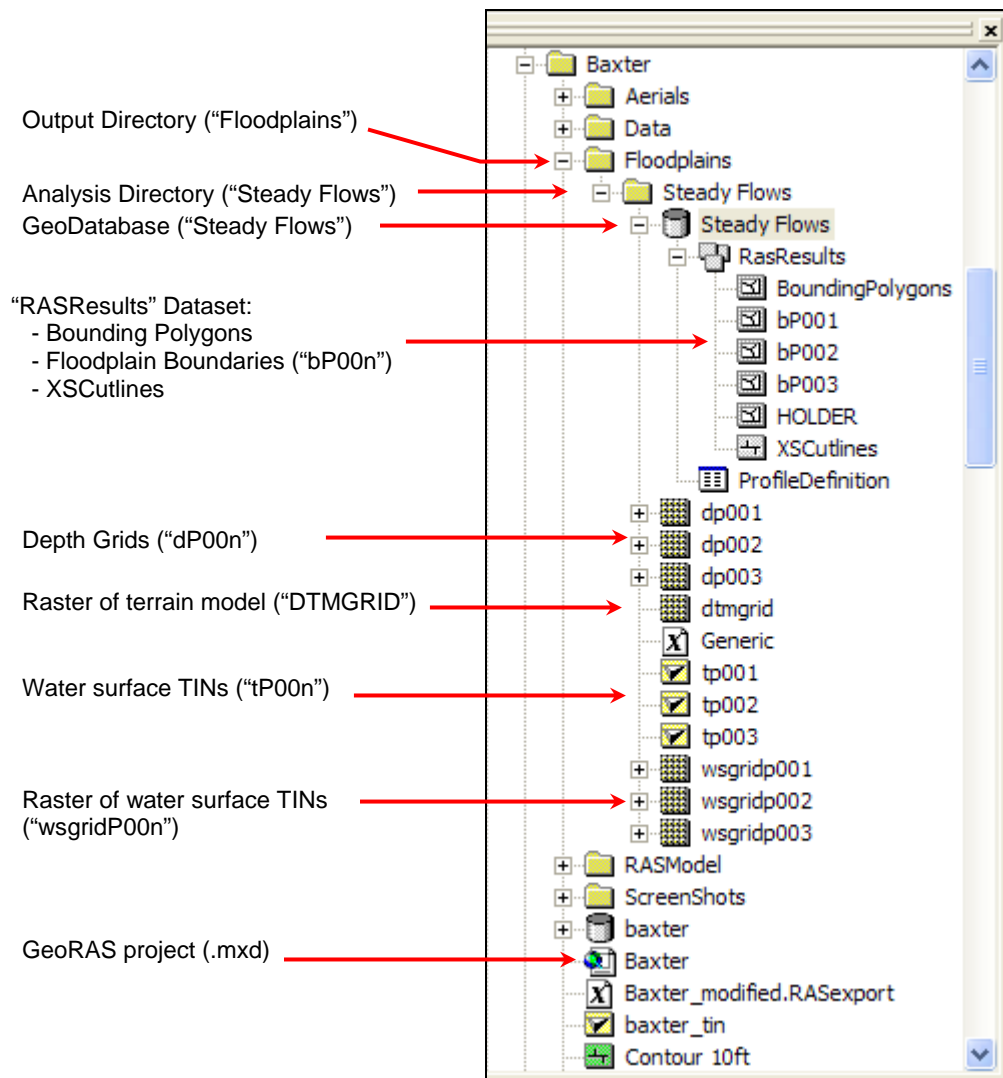 Output Directory (“Floodplains”)
Analysis Directory (“Steady Flows”)
GeoDatabase (“Steady Flows”)
“RASResults” Dataset:
- Bounding Polygons
- Floodplain Boundaries (“bP00n”)
- XSCutlines
Depth Grids (“dP00n”)
Raster of terrain model (“DTMGRID”)
Water surface TINs (“tP00n”)
Raster of water surface TINs
(“wsgridP00n”)
GeoRAS project (.mxd)
Baxter
Aerials
Data
Floodplains
Steady Flows
Steady Flows
RasResults
BoundingPolygons
bP001
bP002
bP003
HOLDER
XSCutlines
ProfileDefinition
dp001
dp002
dp003
dtmgrid
Generic
tp001
tp002
tp003
wsgridp001
wsgridp002
wsgridp003
RASModel
ScreenShots
baxter
Baxter
Baxter_modified.RASexport
baxter_tin
Contour 10ft